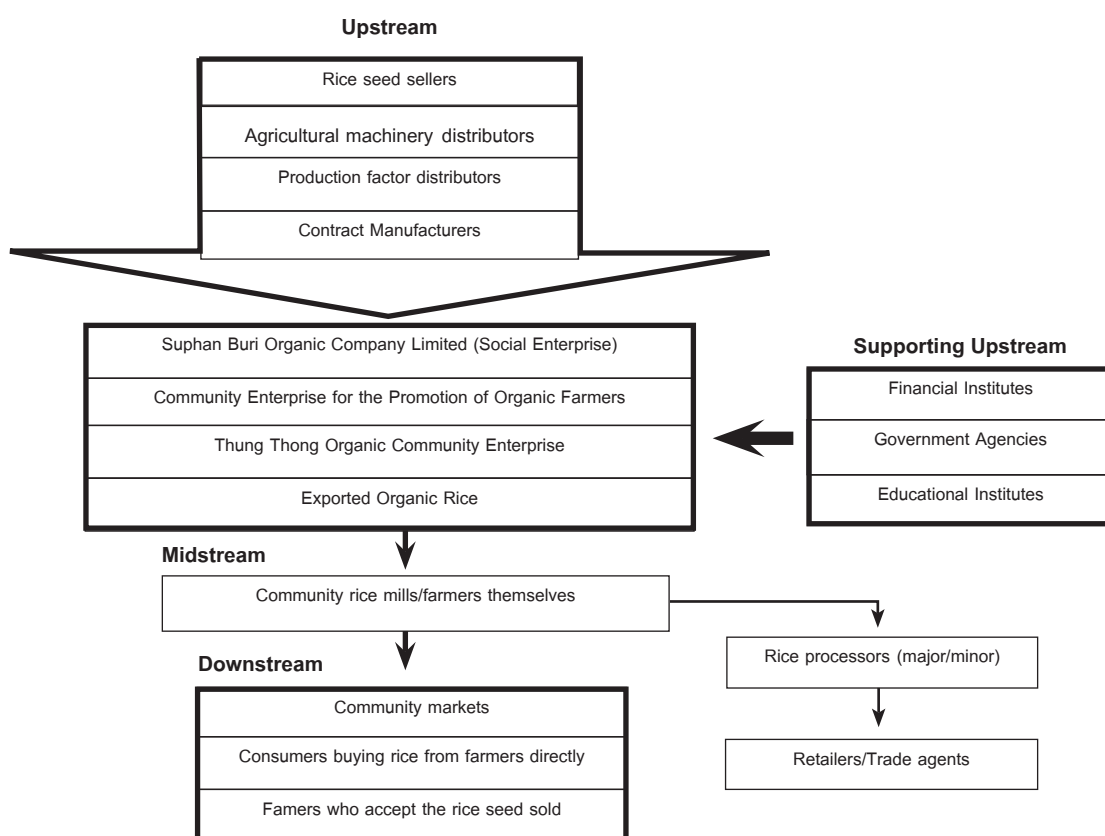 Upstream
Rice seed sellers
Agricultural machinery distributors
Production factor distributors
Contract Manufacturers
Suphan Buri Organic Company Limited (Social Enterprise)
Community Enterprise for the Promotion of Organic Farmers
Thung Thong Organic Community Enterprise
Exported Organic Rice
Supporting Upstream
Financial Institutes
Government Agencies
Educational Institutes
Midstream
Community rice mills/farmers themselves
Rice processors (major/minor)
Retailers/Trade agents
Downstream
Community markets
Consumers buying rice from farmers directly
Famers who accept the rice seed sold